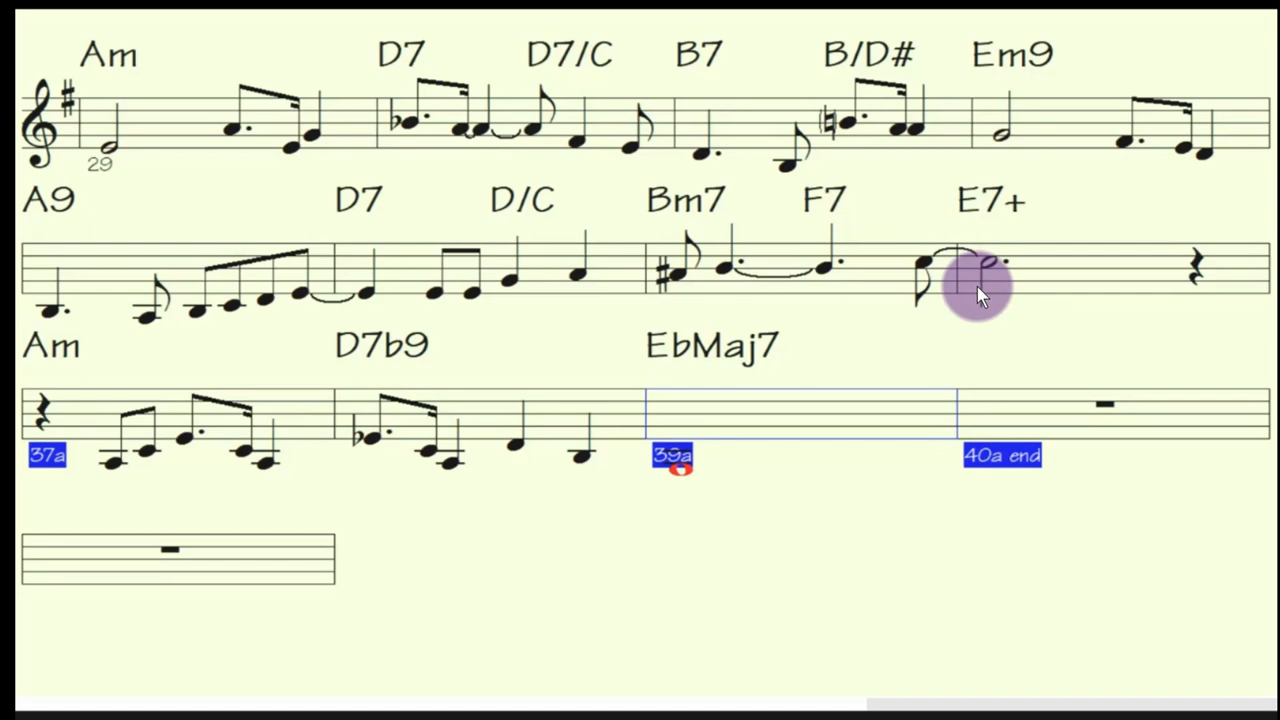 Am D7 D7/C B7 B/D# Em9
29
A9 D7 D/C Bm7 F7 E7+
Am D7b9 EbMaj7
37a 39a 40a end